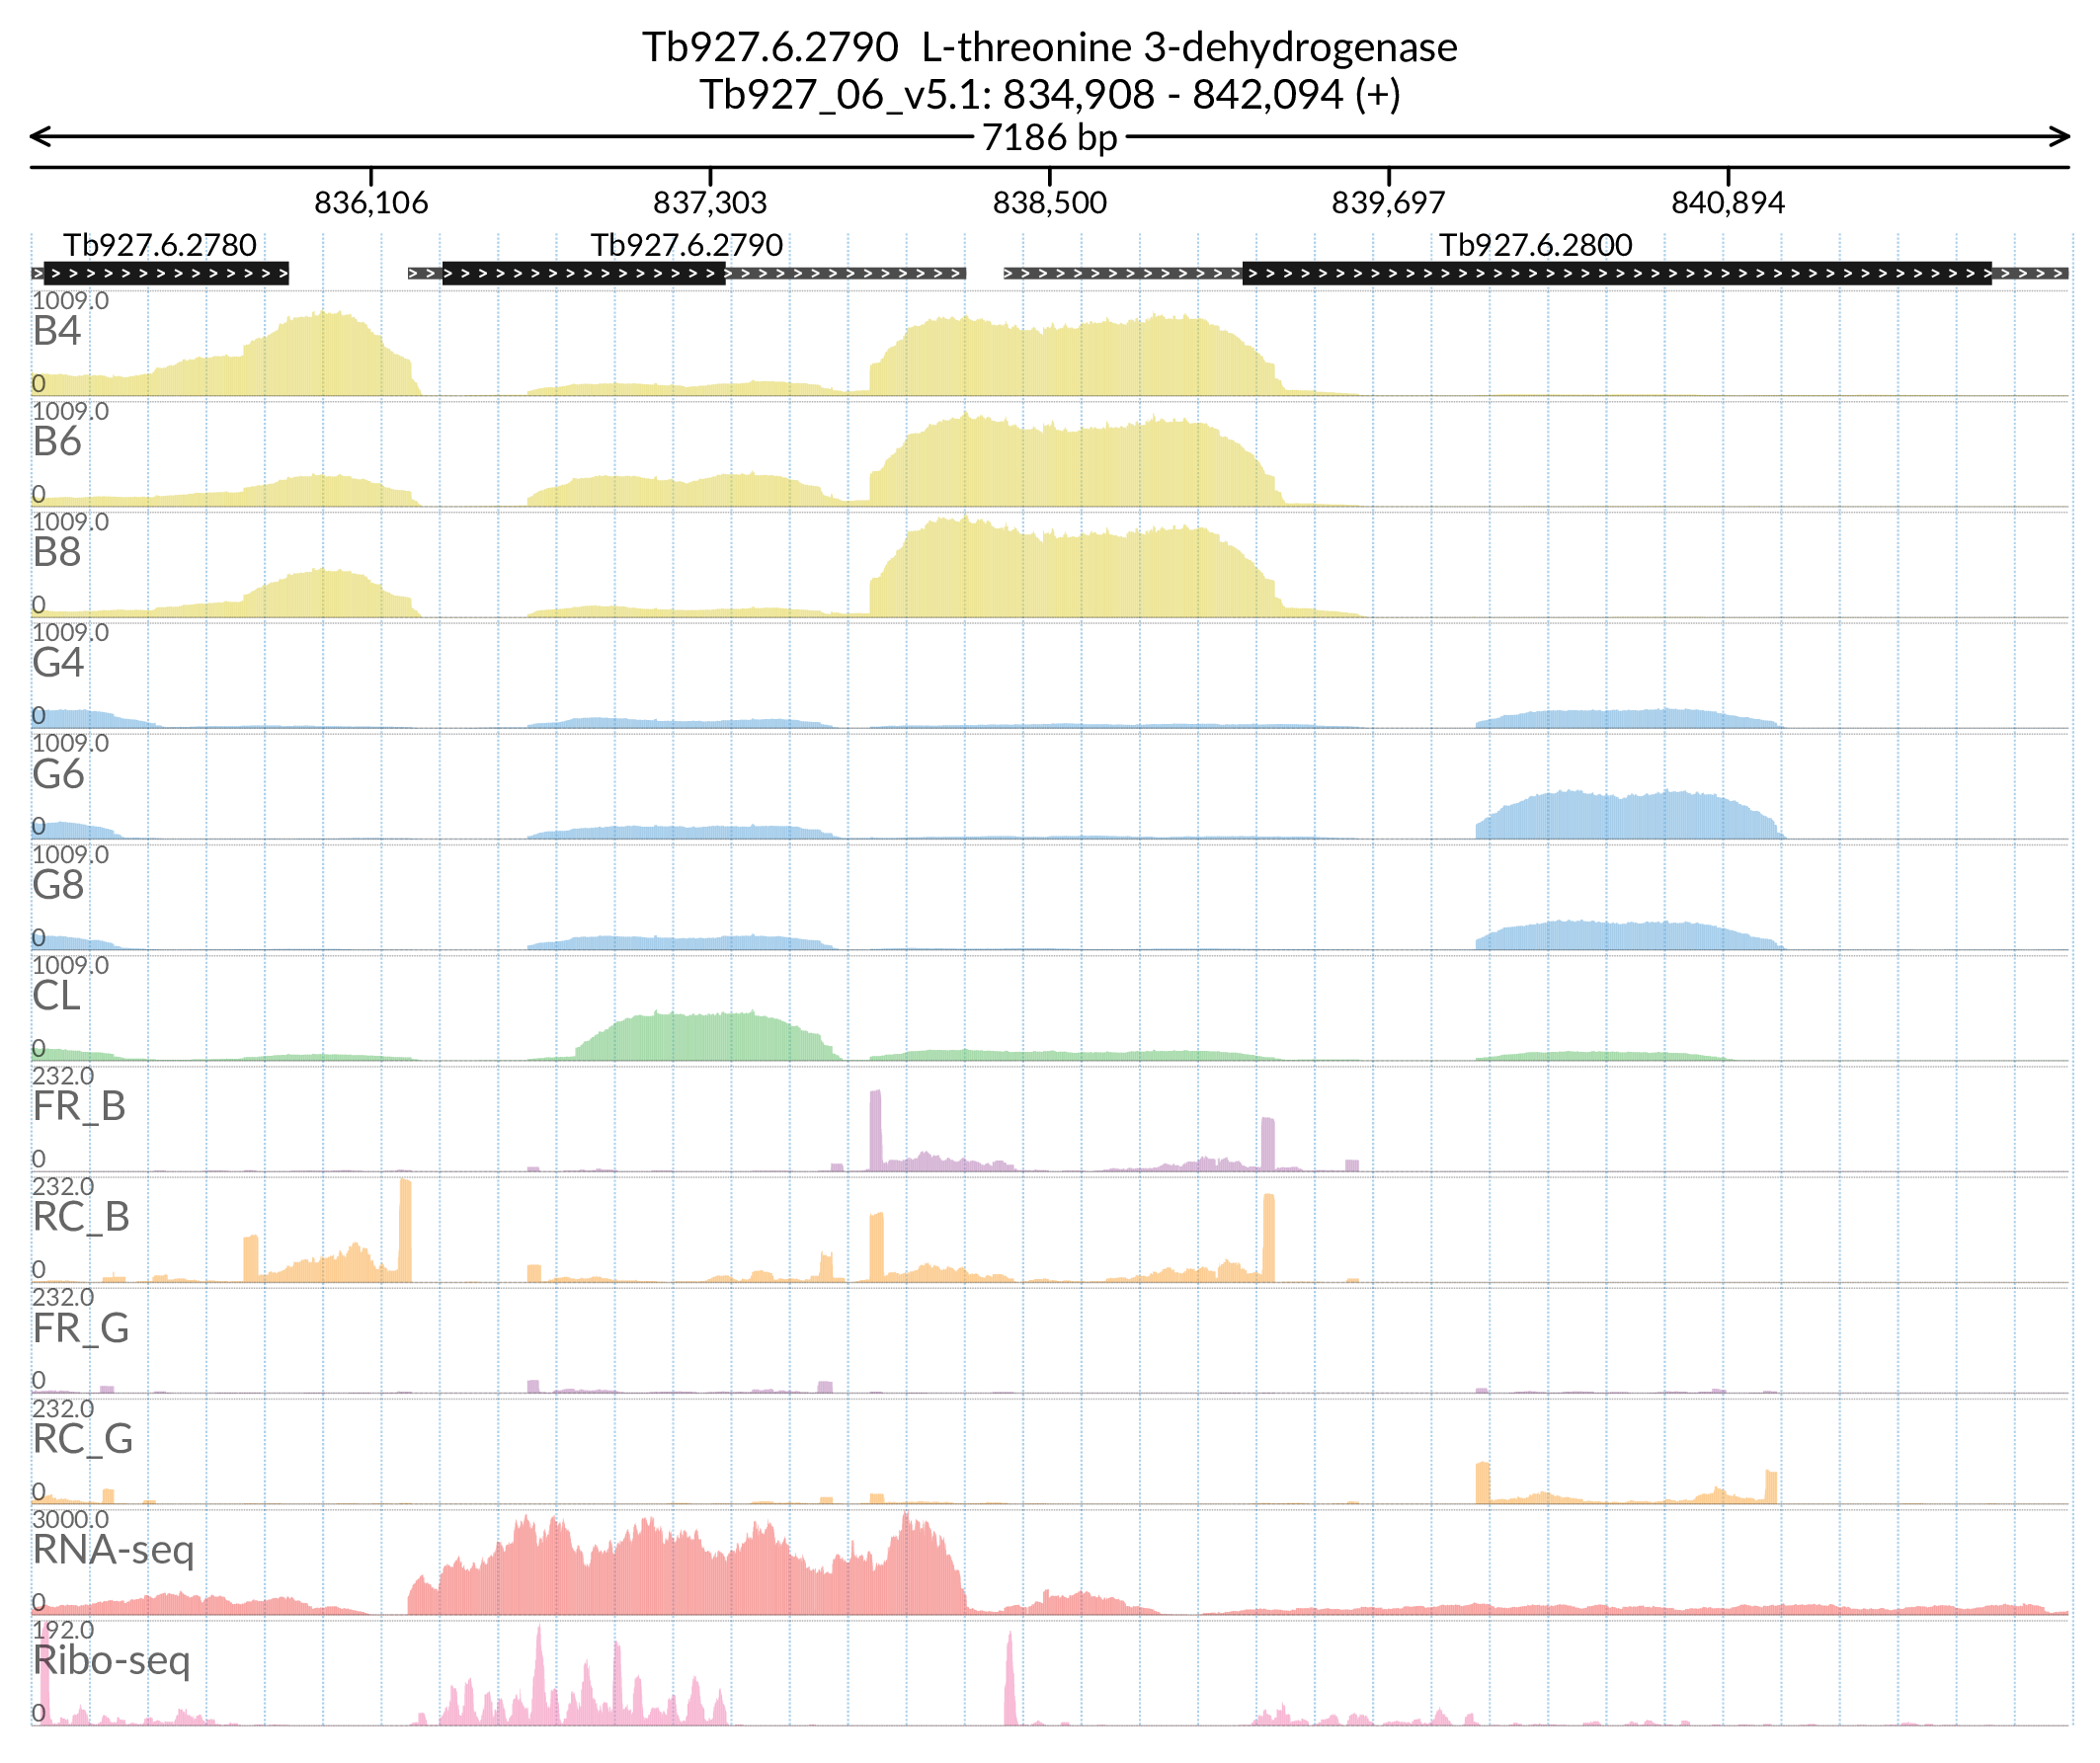 Tb927.6.2790  L-threonine 3-dehydrogenase
Tb927_06_v5.1: 834,908 - 842,094 (+)
7186 bp
836,106 837,303 838,500 839,697 840,894
Tb927.6.2780 Tb927.6.2790 Tb927.6.2800
1009.0
B4
0
1009.0
B6
0
1009.0
B8
0
1009.0
G4
0
1009.0
G6
0
1009.0
G8
0
1009.0
CL
0
232.0
FR_B
0
232.0
RC_B
0
232.0
FR_G
0
232.0
RC_G
0
3000.0
RNA-seq
0
192.0
Ribo-seq
0